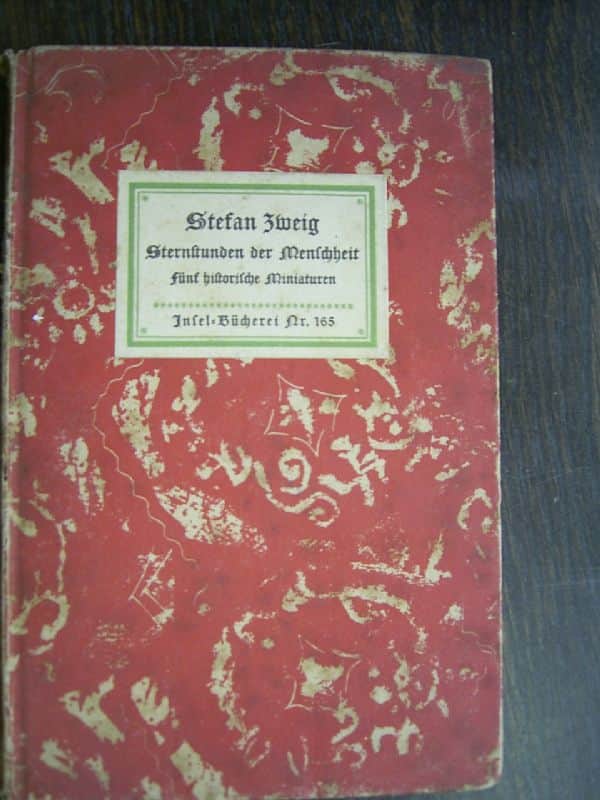 Stefan Zweig
Sternstunden der Menschheit
Fünf historische Miniaturen
Insel-Bücherei Nr. 165